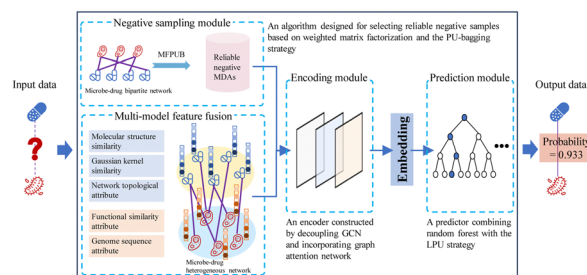 Negative sampling module
An algorithm designed for selecting reliable negative samples
based on weighted matrix factorization and the PU-bagging
strategy
MFPUB
Reliable
negative
MDAs
Microbe-drug bipartite network
Input data
Multi-model feature fusion
Molecular structure
similarity
Gaussian kernel
similarity
Network topological
attribute
Functional similarity
attribute
Genome sequence
attribute
Microbe-drug
heterogeneous network
?
Encoding module
An encoder constructed
by decoupling GCN
and incorporating graph
attention network
Embedding
Prediction module
A predictor combining
random forest with the
LPU strategy
Output data
Probability
= 0.933